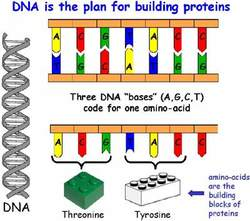 DNA is the plan for building proteins
Three DNA "bases" (A,G,C,T)
code for one amino-acid
A C G T A C C
amino-acids
are the
building
blocks of
proteins
DNA
Threonine
Tyrosine